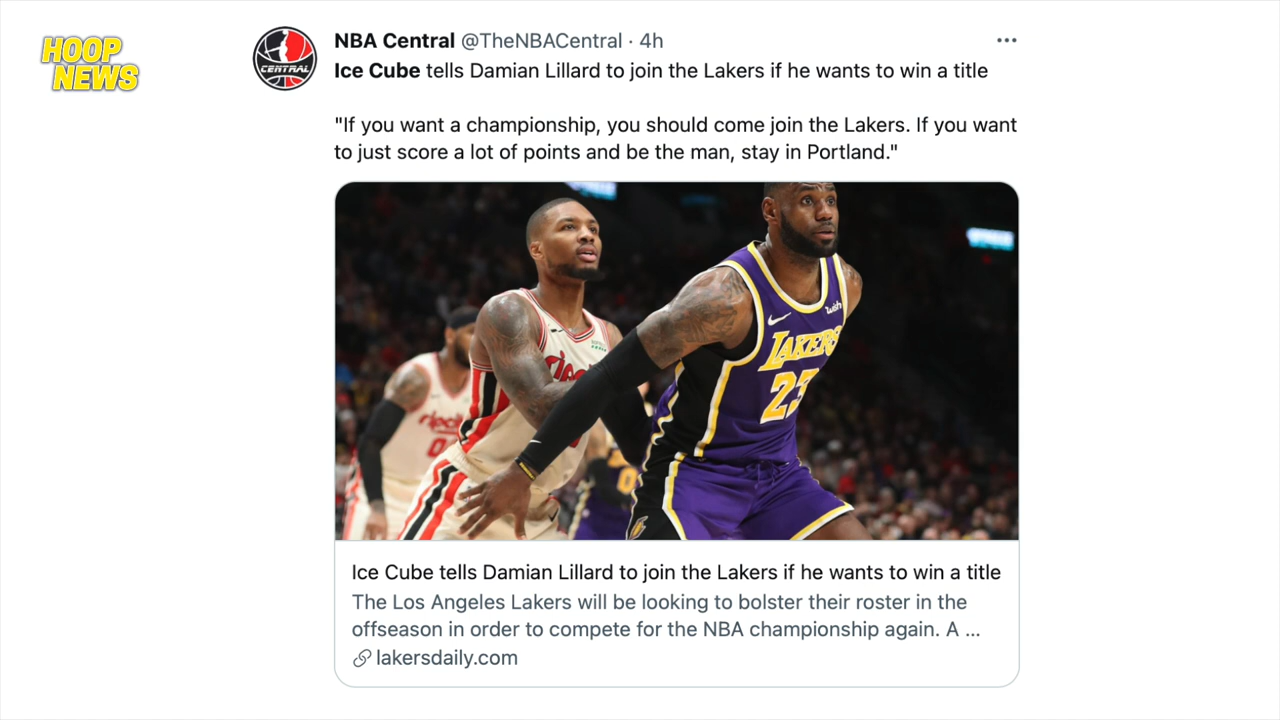 HOOP
NEWS
CENTRAL
NBA Central @TheNBACentral · 4h
Ice Cube tells Damian Lillard to join the Lakers if he wants to win a title
"If you want a championship, you should come join the Lakers. If you want
to just score a lot of points and be the man, stay in Portland."
wish
LAKERS
23
Ice Cube tells Damian Lillard to join the Lakers if he wants to win a title
The Los Angeles Lakers will be looking to bolster their roster in the
offseason in order to compete for the NBA championship again. A ...
lakersdaily.com